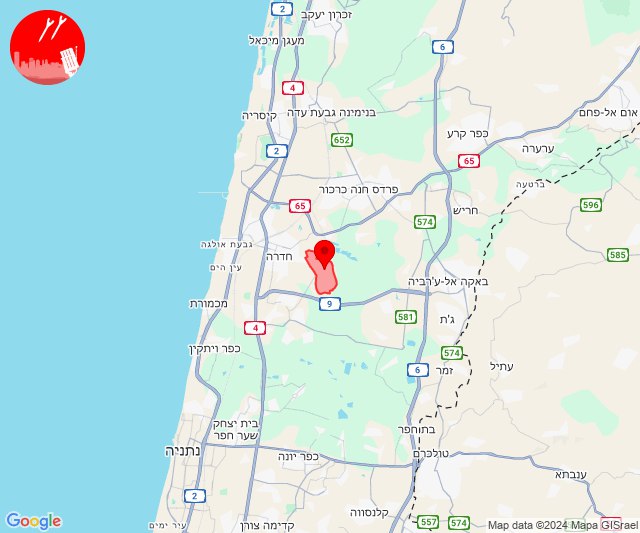 2
זכרון יעקב
מעגן מיכאל
6
4
אום אל-פחם
בנימינה גבעת עדה
קיסריה
כפר קרע
652
ערערה
2
65
ברטעה
פרדס חנה כרכור
596
65
חריש
574
גבעת אולגה
חדרה
585
עין הים
באקה אל-ע'רביה
מכמורת
9
581
ג'ת
4
כפר ויתקין
574
עתיל
6
זמר
בית יצחק
שער חפר
בת חפר
נתניה
כפר יונה
טולכרם
ענבתא
2
קלנסווה
557
574
60
עיר ימים
קדימה צורן
Google
Map data ©2024 Mapa GISrael